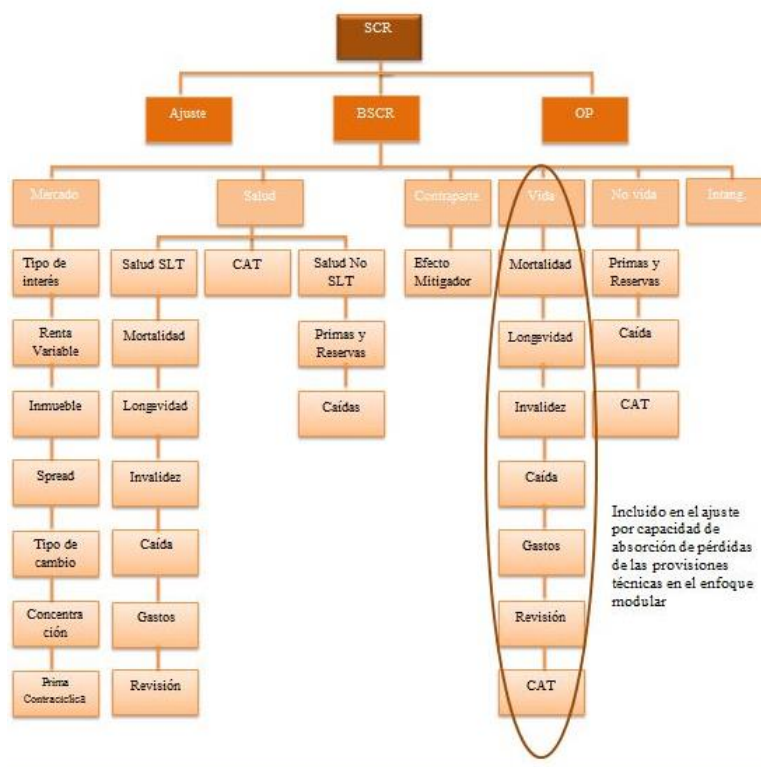 SCR
Ajuste
BSCR
OP
Mercado
Salud
Contraparte
Vida
No vida
Intang.
Tipo de
interés
Salud SLT
CAT
Salud No
SLT
Efecto
Mitigador
Mortalidad
Primas y
Reservas
Renta
Variable
Mortalidad
Primas y
Reservas
Longevidad
Caída
Inmueble
Longevidad
Caídas
Invalidez
CAT
Spread
Invalidez
Caída
Tipo de
cambio
Caída
Gastos
Concentra
ción
Gastos
Revisión
Prima
Contraciclica
Revisión
CAT
Incluido en el ajuste
por capacidad de
absorción de pérdidas
de las provisiones
técnicas en el enfoque
modular